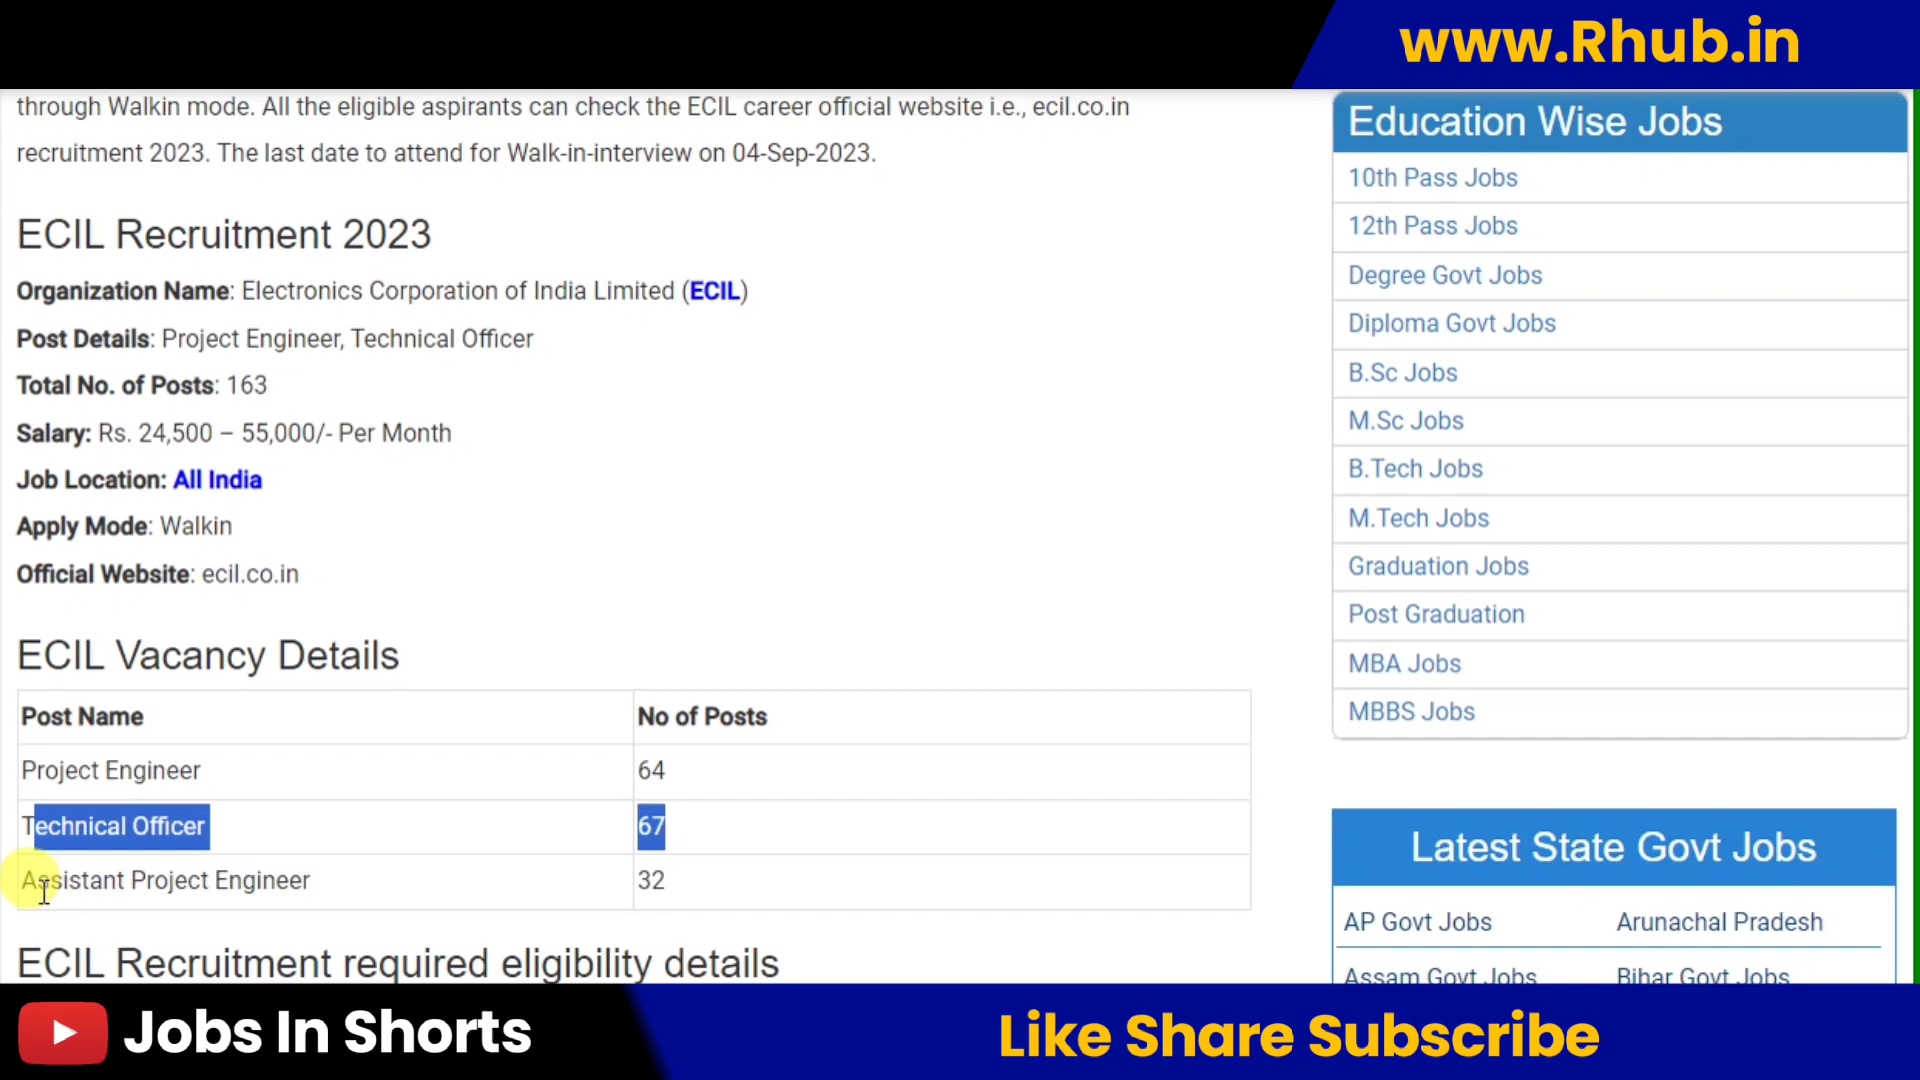 www.Rhub.in
through Walkin mode. All the eligible aspirants can check the ECIL career official website i.e., ecil.co.in
recruitment 2023. The last date to attend for Walk-in-interview on 04-Sep-2023.
ECIL Recruitment 2023
Organization Name: Electronics Corporation of India Limited (ECIL)
Post Details: Project Engineer, Technical Officer
Total No. of Posts: 163
Salary: Rs. 24,500 – 55,000/- Per Month
Job Location: All India
Apply Mode: Walkin
Official Website: ecil.co.in
ECIL Vacancy Details
Post Name No of Posts
Project Engineer 64
Technical Officer 67
Assistant Project Engineer 32
ECIL Recruitment required eligibility details
Education Wise Jobs
10th Pass Jobs
12th Pass Jobs
Degree Govt Jobs
Diploma Govt Jobs
B.Sc Jobs
M.Sc Jobs
B.Tech Jobs
M.Tech Jobs
Graduation Jobs
Post Graduation
MBA Jobs
MBBS Jobs
Latest State Govt Jobs
AP Govt Jobs Arunachal Pradesh
Assam Govt Jobs Bihar Govt Jobs
Jobs In Shorts
Like Share Subscribe